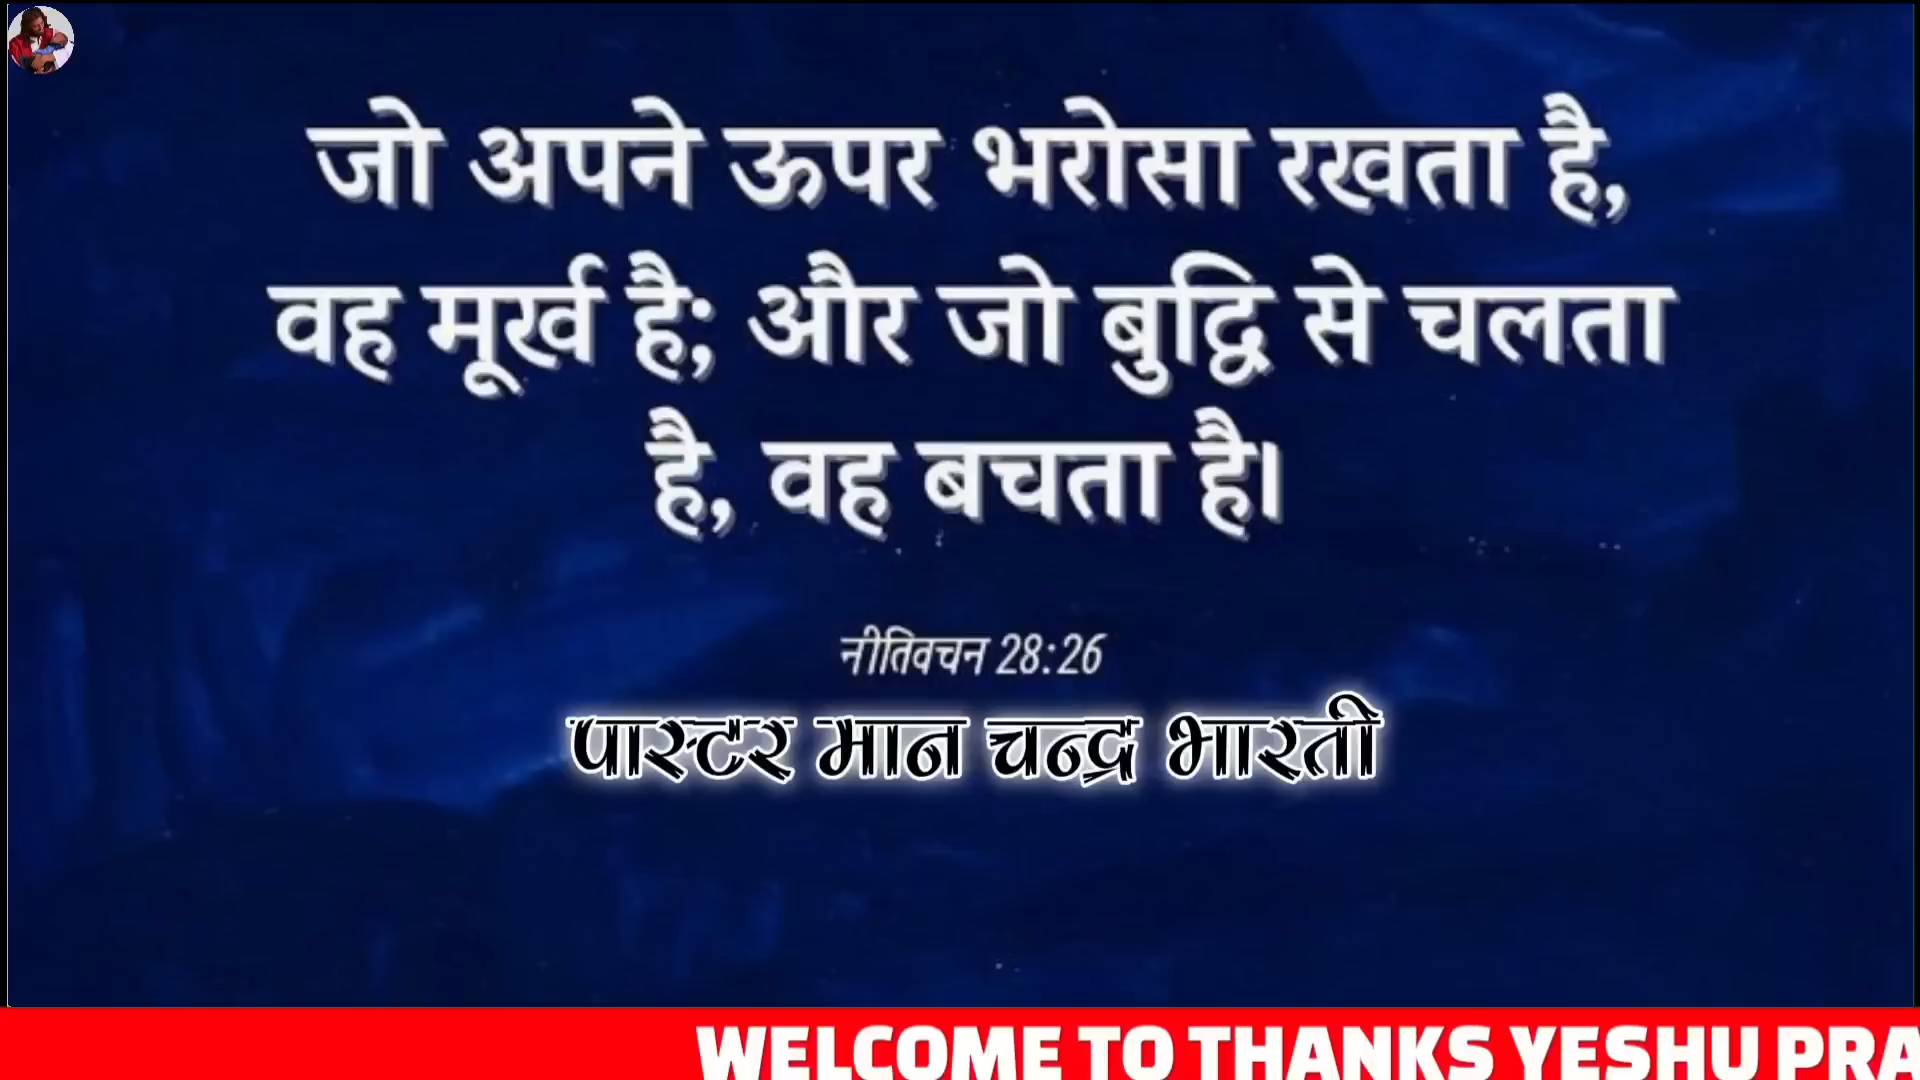 जो अपने ऊपर भरोसा रखता है,
वह मूर्ख है; और जो बुद्धि से चलता
है, वह बचता है।
नीतिवचन 28:26
पास्टर मान चन्द्र भारती
WELCOME TO THANKS YESHU PRA